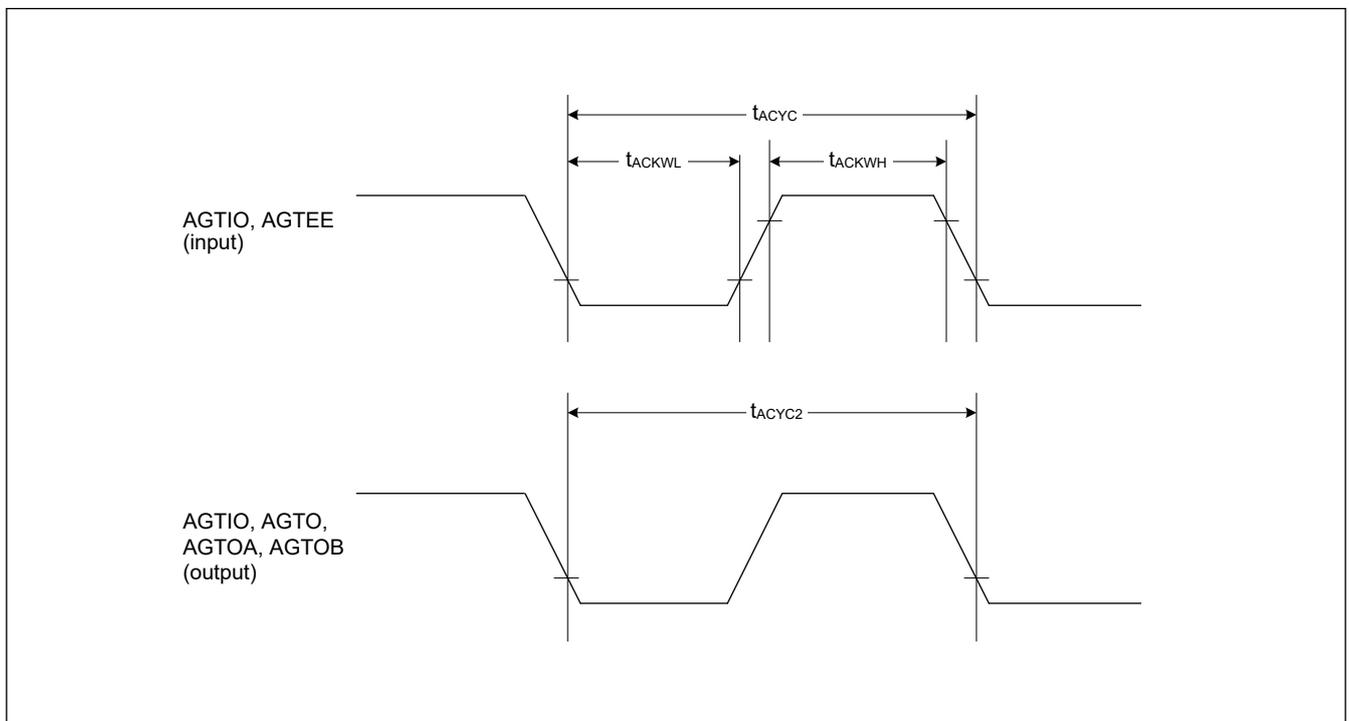 tACYC
tACKWL
tACKWH
AGTIO, AGTEE
(input)
tACYC2
AGTIO, AGTO,
AGTOA, AGTOB
(output)